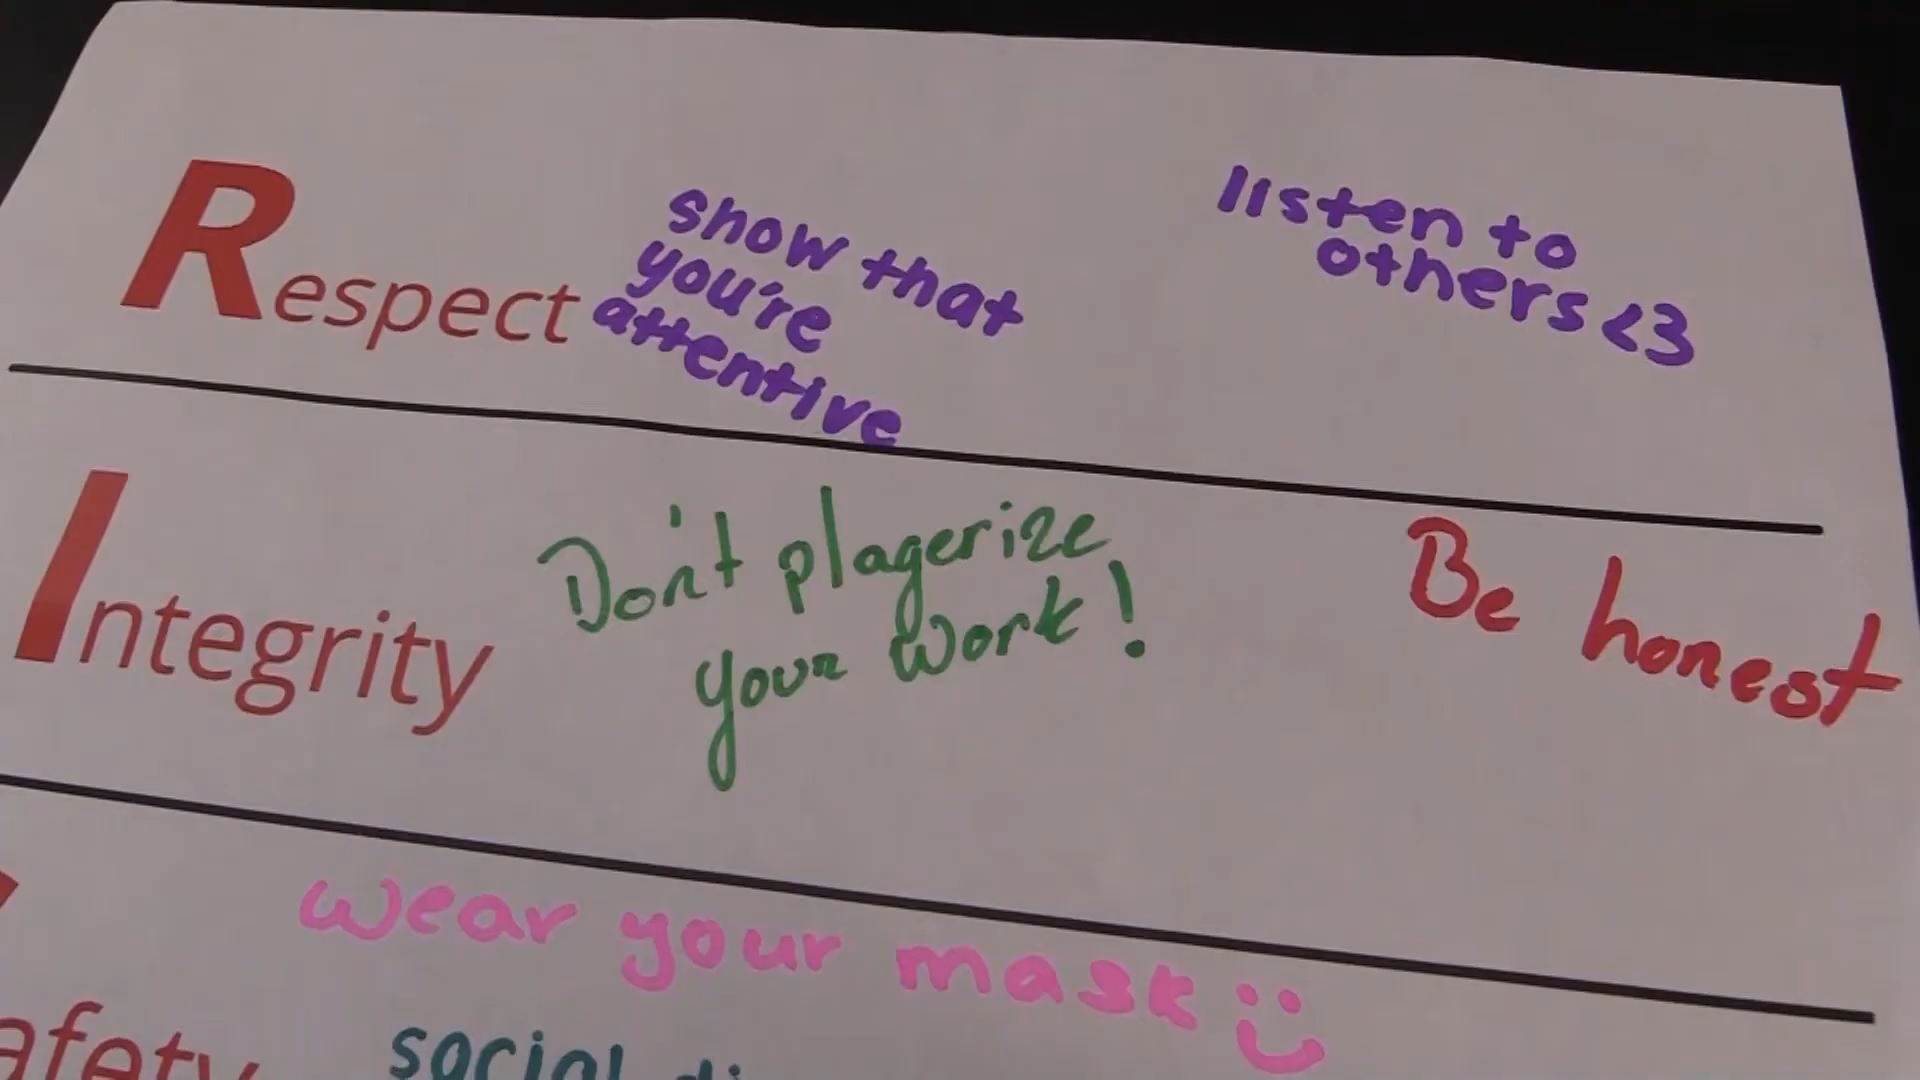 Respect
show that
you're
attentive
listen to
others <3
Integrity
Don't plagerize
your work!
Be honest
wear your mask
afety
social